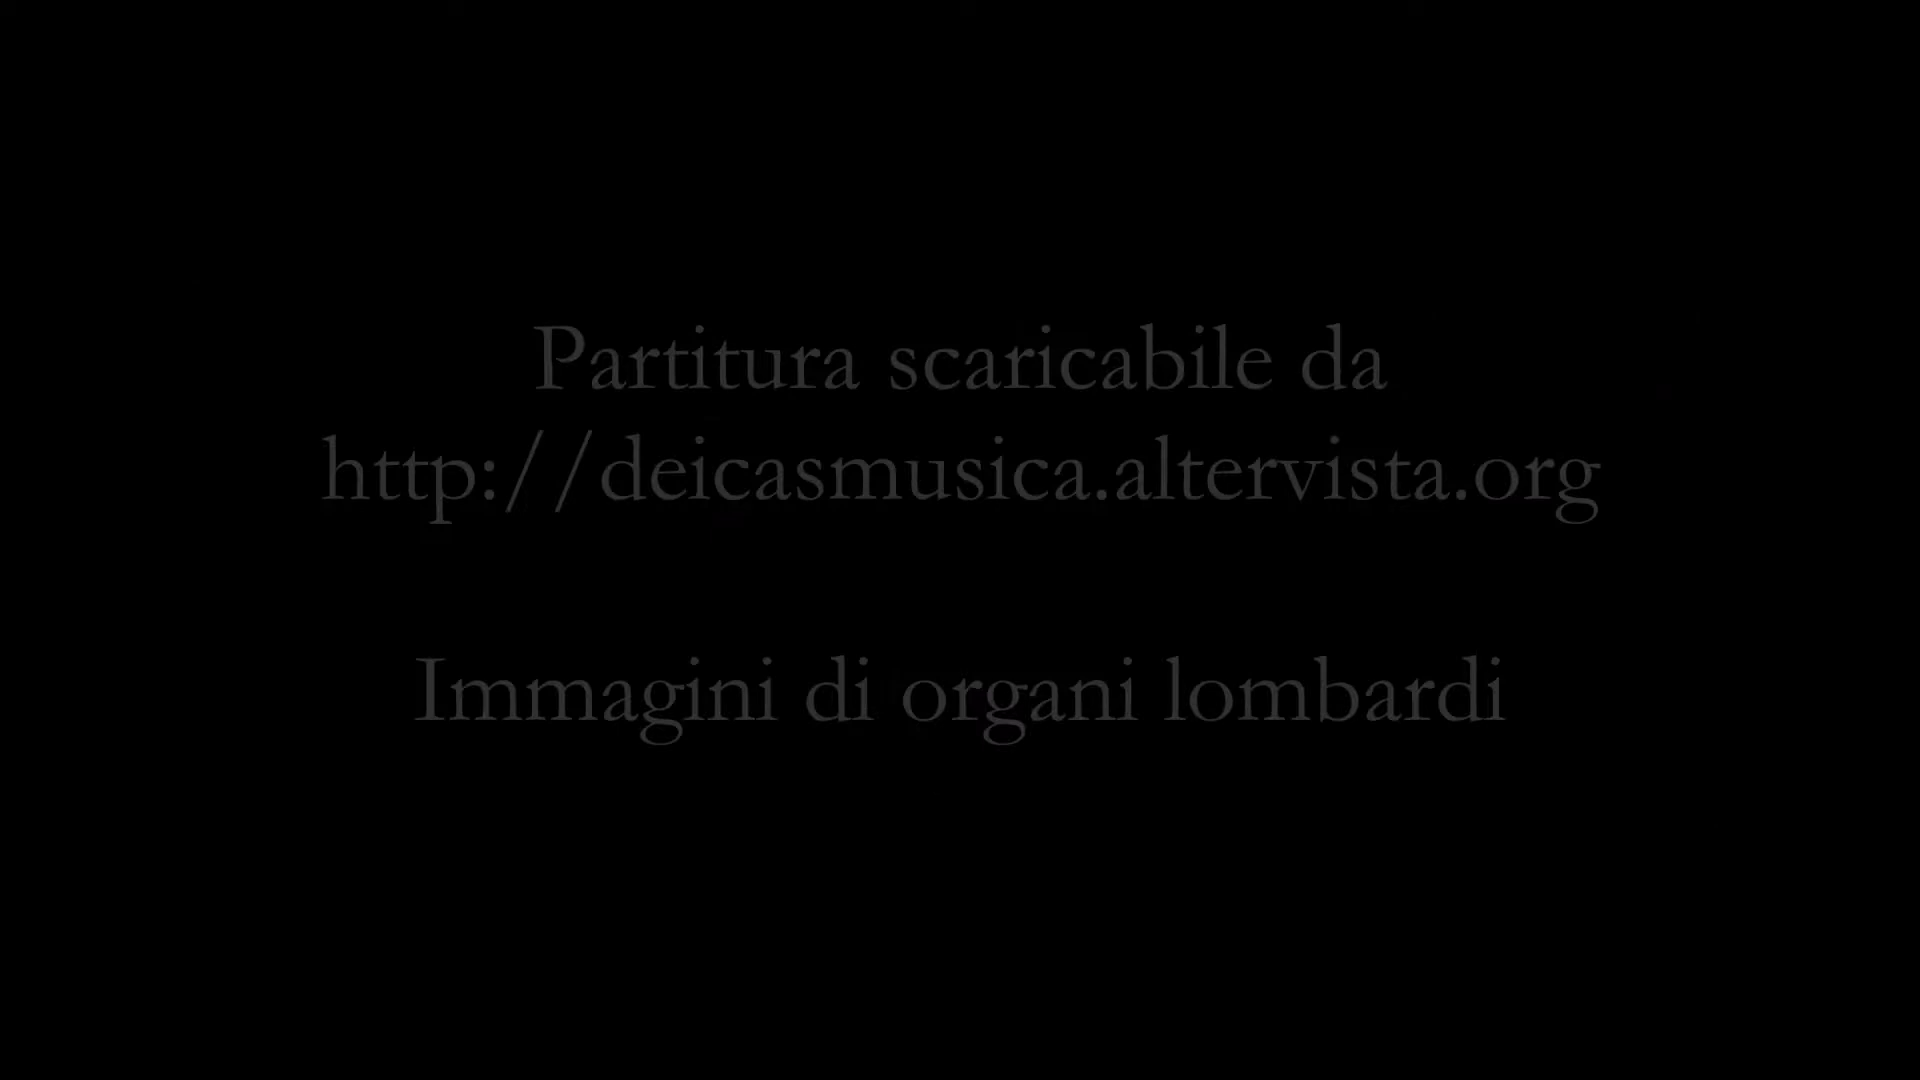 Partitura scaricabile da
http://deicasmusica.altervista.org
Immagini di organi lombardi